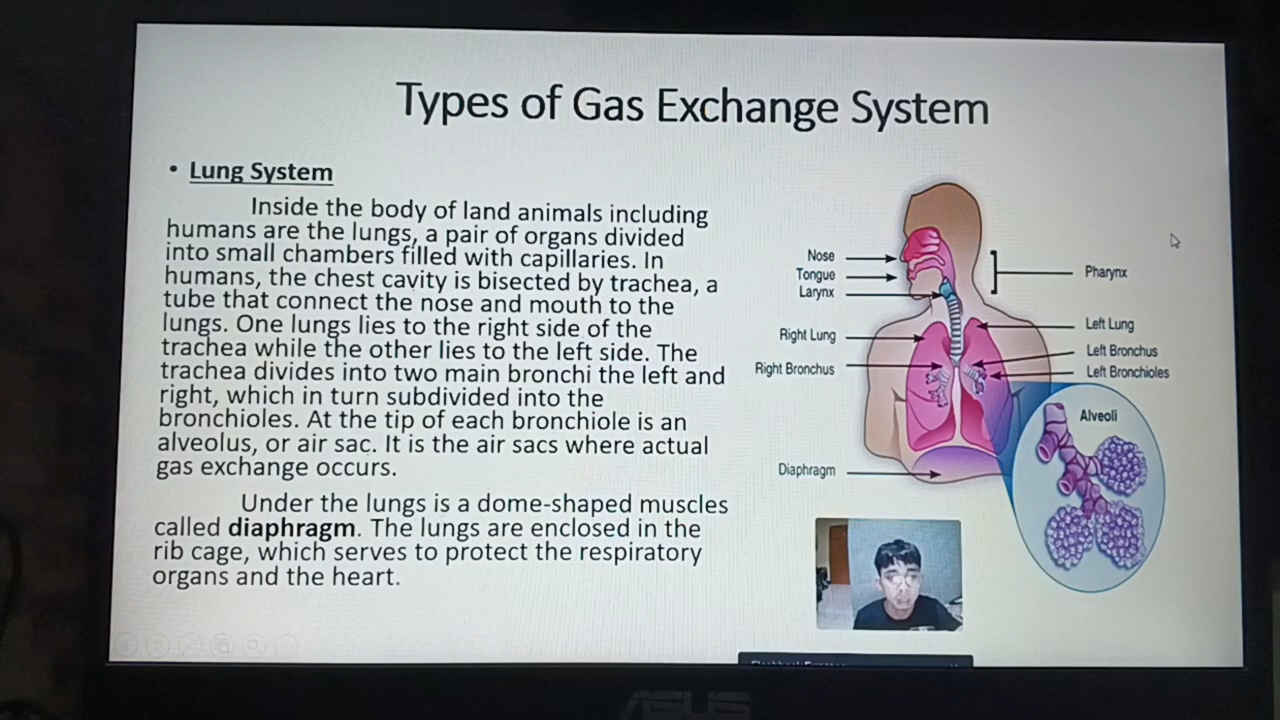 Types of Gas Exchange System
• Lung System
Inside the body of land animals including
humans are the lungs, a pair of organs divided
into small chambers filled with capillaries. In
humans, the chest cavity is bisected by trachea, a
tube that connect the nose and mouth to the
lungs. One lungs lies to the right side of the
trachea while the other lies to the left side. The
trachea divides into two main bronchi the left and
right, which in turn subdivided into the
bronchioles. At the tip of each bronchiole is an
alveolus, or air sac. It is the air sacs where actual
gas exchange occurs.
Under the lungs is a dome-shaped muscles
called diaphragm. The lungs are enclosed in the
rib cage, which serves to protect the respiratory
organs and the heart.
Nose
Tongue
Larynx
Right Lung
Right Bronchus
Diaphragm
Pharynx
Left Lung
Left Bronchus
Left Bronchioles
Alveoli
ASUS